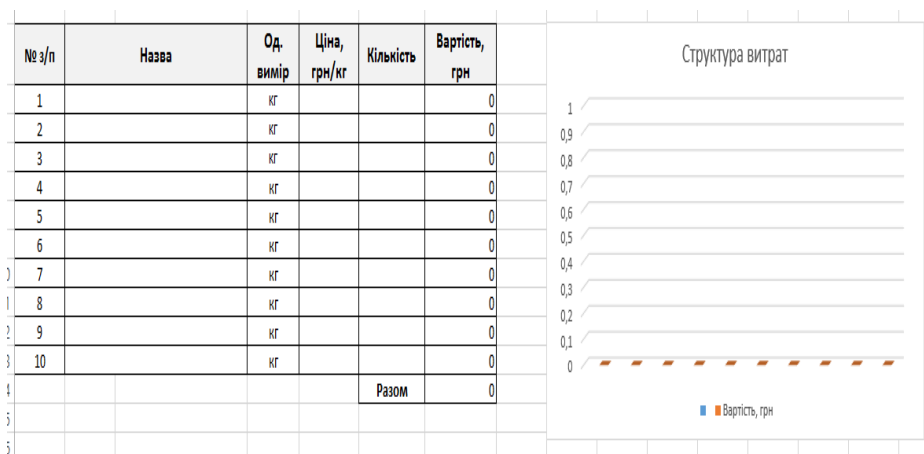 № з/п Назва Од. вимір Ціна, грн/кг Кількість Вартість, грн
1 кг 0
2 кг 0
3 кг 0
4 кг 0
5 кг 0
6 кг 0
7 кг 0
8 кг 0
9 кг 0
10 кг 0
Разом 0
Структура витрат
1
0,9
0,8
0,7
0,6
0,5
0,4
0,3
0,2
0,1
0
Вартість, грн